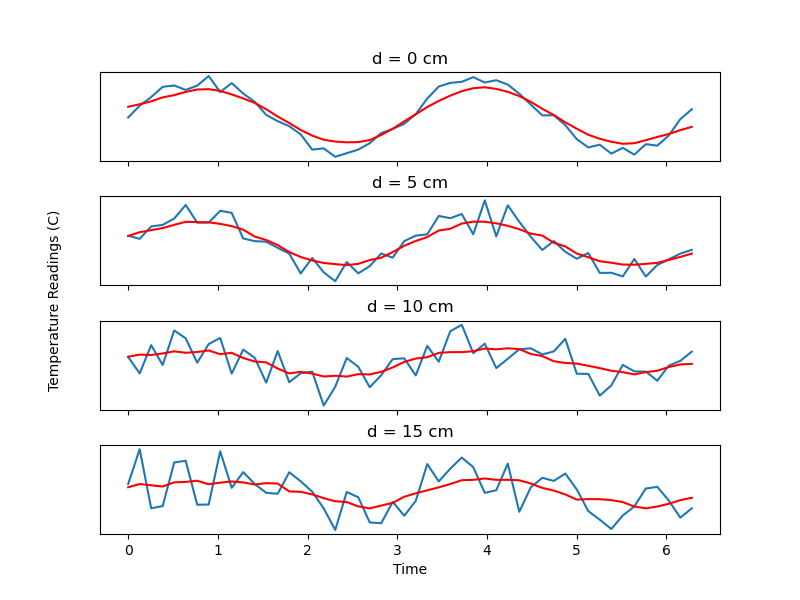 d = 0 cm
d = 5 cm
Temperature Readings (C)
d = 10 cm
d = 15 cm
0 1 2 3 4 5 6
Time